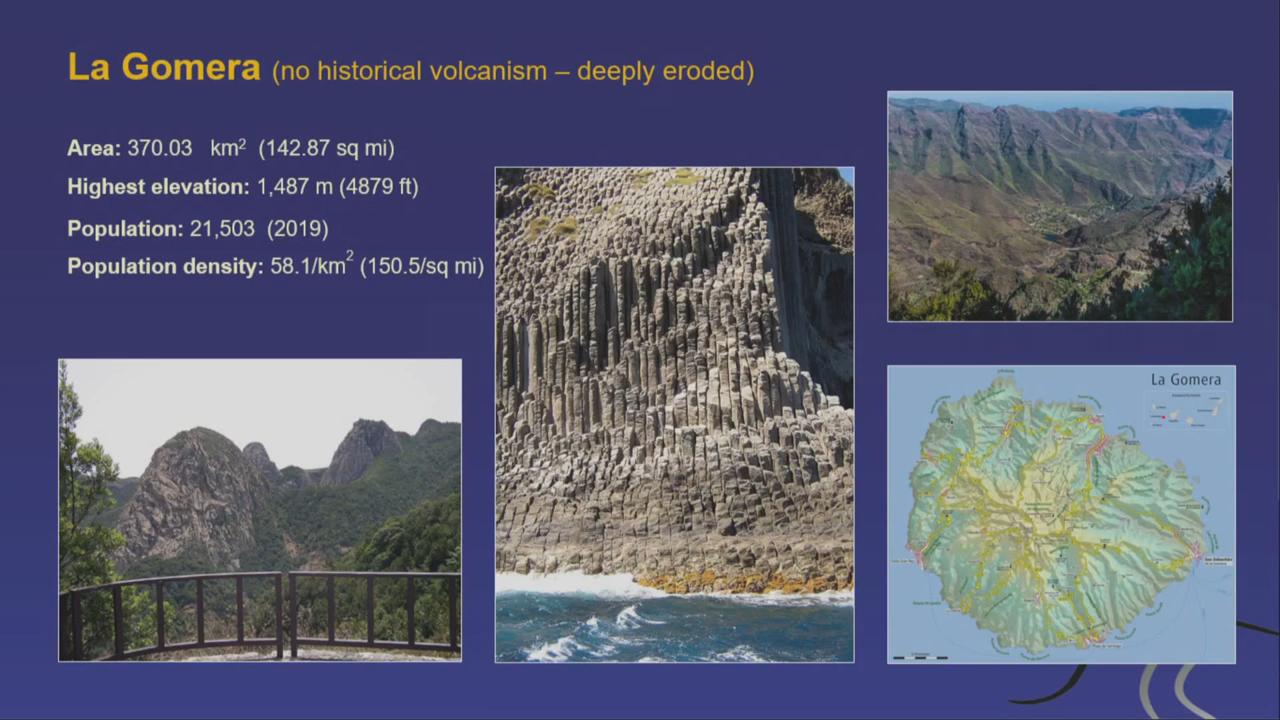 La Gomera (no historical volcanism – deeply eroded)
Area: 370.03 km² (142.87 sq mi)
Highest elevation: 1,487 m (4879 ft)
Population: 21,503 (2019)
Population density: 58.1/km² (150.5/sq mi)
La Gomera